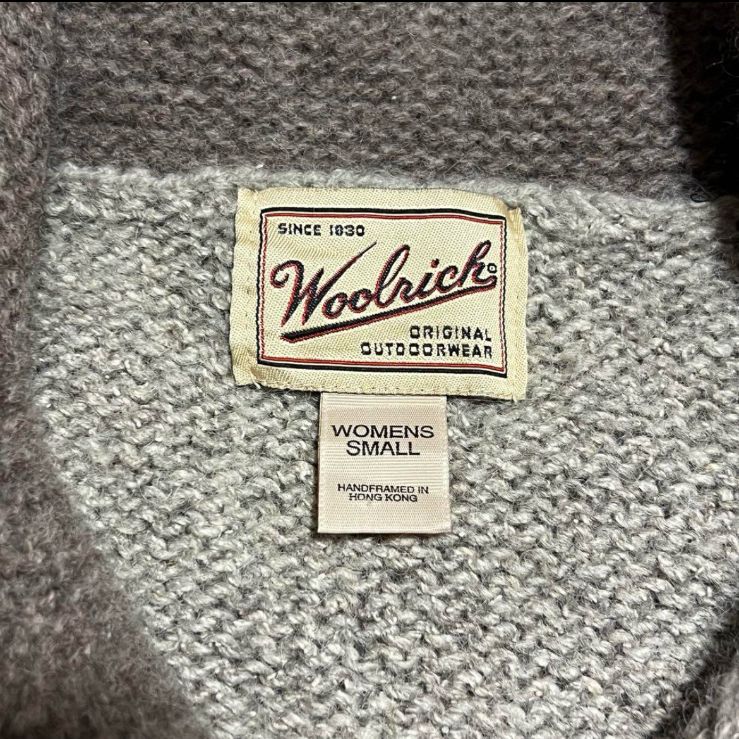 SINCE 1830
Woolrich
ORIGINAL
OUTDOORWEAR
WOMENS
SMALL
HANDFRAMED IN
HONG KONG